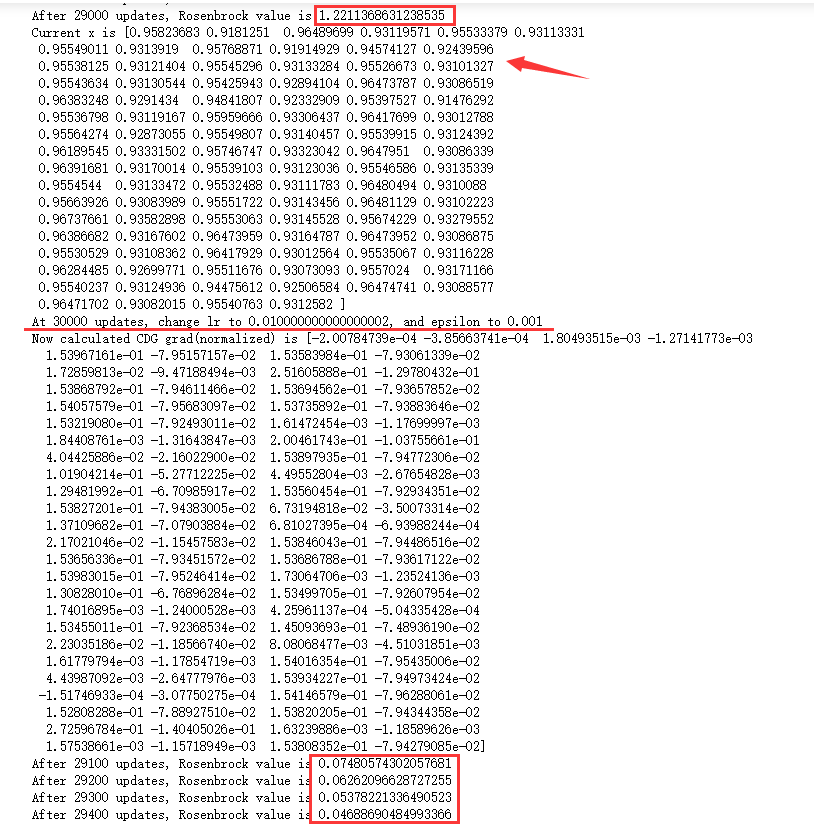 After 29000 updates, Rosenbrock value is 1.2211368631238535
Current x is [0.95823683 0.9181251  0.96489699 0.93119571 0.95533379 0.93113331
0.95549011 0.9313919  0.95768871 0.91914929 0.94574127 0.92439596
0.95538125 0.93121404 0.95545296 0.93133284 0.95526673 0.93101327
0.95543634 0.93130544 0.95425943 0.92894104 0.96473787 0.93086519
0.96383248 0.9291434  0.94841807 0.92332909 0.95397527 0.91476292
0.95536798 0.93119167 0.95959666 0.93306437 0.96417699 0.93012788
0.95564274 0.92873055 0.95549807 0.93140457 0.95539915 0.93124392
0.96189545 0.93331502 0.95746747 0.93323042 0.9647951  0.93086339
0.96391681 0.93170014 0.95539103 0.93123036 0.95546586 0.93135339
0.9554544  0.93133472 0.95532488 0.93111783 0.96480494 0.9310088
0.95663926 0.93083989 0.95551722 0.93143456 0.96481129 0.93102223
0.96737661 0.93582898 0.95553063 0.93145528 0.95674229 0.93279552
0.96386682 0.93167602 0.96473959 0.93164787 0.96473952 0.93086875
0.95530529 0.93108362 0.96417929 0.93012564 0.95535067 0.93116228
0.96284485 0.92699771 0.95511676 0.93073093 0.9557024  0.93171166
0.95540237 0.93124936 0.94475612 0.92506584 0.96474741 0.93088577
0.96471702 0.93082015 0.95540763 0.9312582 ]
At 30000 updates, change lr to 0.010000000000000002, and epsilon to 0.001
Now calculated CDG grad(normalized) is [-2.00784739e-04 -3.85663741e-04  1.80493515e-03 -1.27141773e-03
1.53967161e-01 -7.95157157e-02  1.53583984e-01 -7.93061339e-02
1.72859813e-02 -9.47188493e-03  2.51605888e-01 -1.29780432e-01
1.53868792e-01 -7.94611466e-02  1.53694562e-01 -7.93657852e-02
1.54057579e-01 -7.95683097e-02  1.53735892e-01 -7.93883646e-02
1.53219080e-01 -7.92493011e-02  1.61472454e-03 -1.17699997e-03
1.84408761e-03 -1.31643847e-03  2.00461743e-01 -1.03755661e-01
4.04425886e-02 -2.16022900e-02  1.53897935e-01 -7.94772306e-02
1.01904214e-01 -5.27712225e-02  4.49552804e-03 -2.67654828e-03
1.29481992e-01 -6.70985917e-02  1.53560454e-01 -7.92934351e-02
1.53827201e-01 -7.94383005e-02  6.73194818e-02 -3.50073314e-02
1.37109682e-01 -7.07903884e-02  6.81027395e-04 -6.93988244e-04
2.17021046e-02 -1.15457583e-02  1.53846043e-01 -7.94486516e-02
1.53656336e-01 -7.93451572e-02  1.53686788e-01 -7.93617122e-02
1.53983015e-01 -7.95246414e-02  1.73064706e-03 -1.23524136e-03
1.30828010e-01 -6.76896284e-02  1.53499705e-01 -7.92607954e-02
1.74016895e-03 -1.24000528e-03  4.25961137e-04 -5.04335428e-04
1.53455011e-01 -7.92368534e-02  1.45093693e-01 -7.48936190e-02
2.23035186e-02 -1.18566740e-02  8.08068477e-03 -4.51031851e-03
1.61779794e-03 -1.17854719e-03  1.54016354e-01 -7.95435006e-02
4.43987092e-03 -2.64777976e-03  1.53934227e-01 -7.94973424e-02
-1.51746933e-04 -3.07750275e-04  1.54146579e-01 -7.96288061e-02
1.52808288e-01 -7.88927510e-02  1.53820205e-01 -7.94344358e-02
2.72596784e-01 -1.40405026e-01  1.63239886e-03 -1.18589626e-03
1.57538661e-03 -1.15718949e-03  1.53808352e-01 -7.94279085e-02]
After 29100 updates, Rosenbrock value is 0.07480574302057681
After 29200 updates, Rosenbrock value is 0.06262096628727255
After 29300 updates, Rosenbrock value is 0.05378221336490523
After 29400 updates, Rosenbrock value is 0.04688690484993366